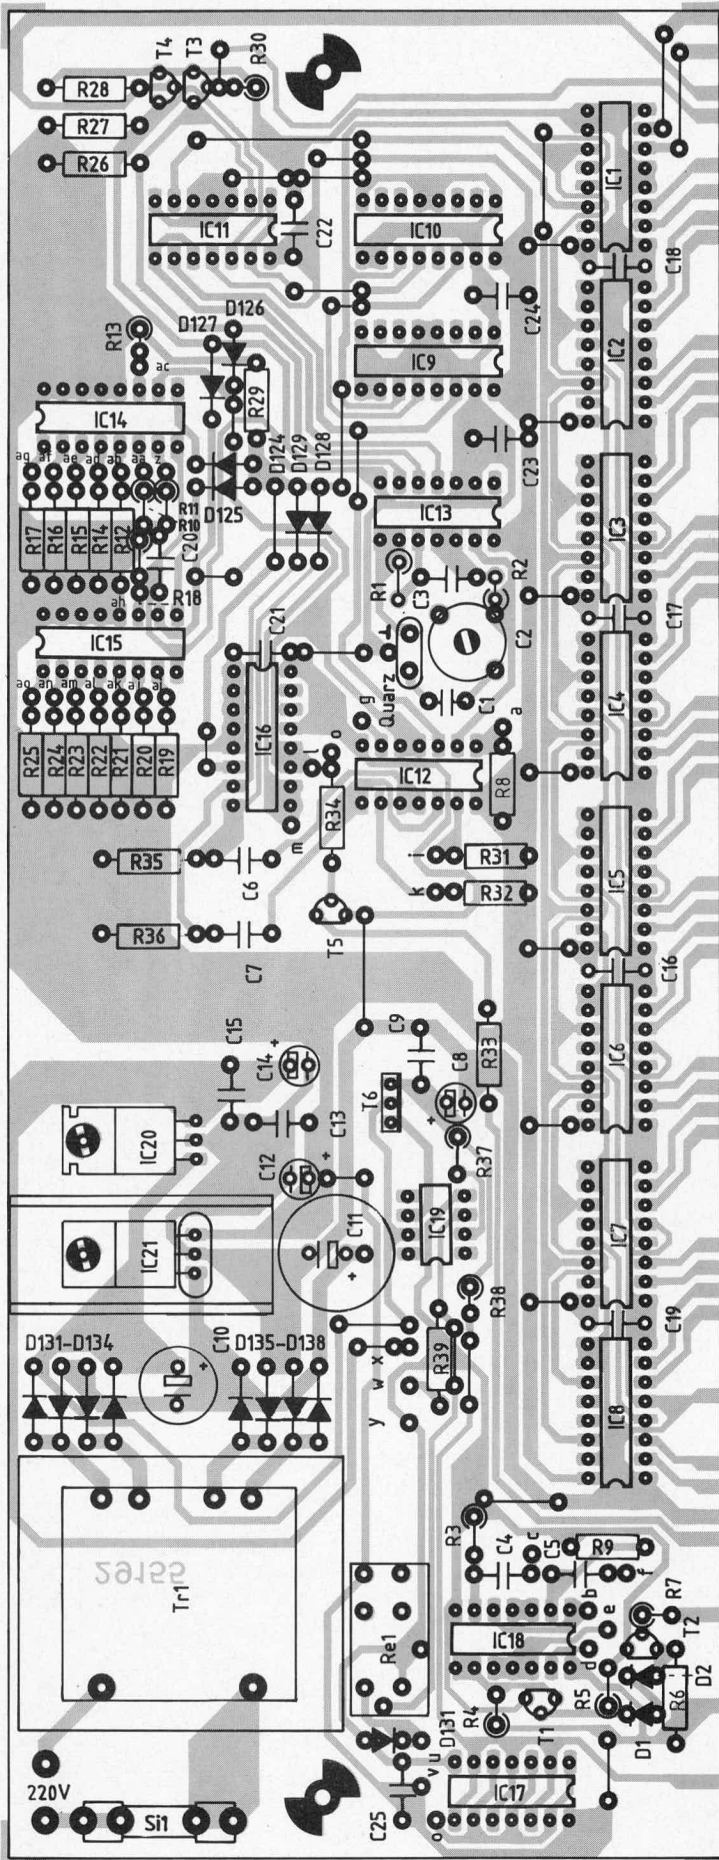 T4
T3
R30
R28
R27
R26
IC11
C22
IC10
IC1
C18
C24
R13
ac
D127
D126
IC14
R29
IC9
IC2
ag
af
ae
ad
ab
aa
z
D124
D129
D128
C23
R17
R16
R15
R14
R12
R11
R10
D125
C20
IC13
IC3
R1
C3
R2
ah
R18
IC15
C21
C2
C17
Quarz
g
C1
a
IC4
ao
an
am
al
ak
aj
ai
IC16
l
o
IC12
R25
R24
R23
R22
R21
R20
R19
R34
R8
m
R35
C6
i
R31
k
R32
IC5
R36
C7
T5
C16
C15
C14
+
C9
C8
+
R33
IC6
T6
IC20
C13
R37
C12
+
IC21
C11
+
IC19
IC7
R38
C19
D131-D134
C10
+
D135-D138
x
w
y
R39
IC8
R3
C4
c
C5
R9
b
f
29155
Tr1
Re1
IC18
e
d
R7
T2
D2
R4
T1
R5
D1
R6
D131
u
v
220V
Si1
C25
o
IC17